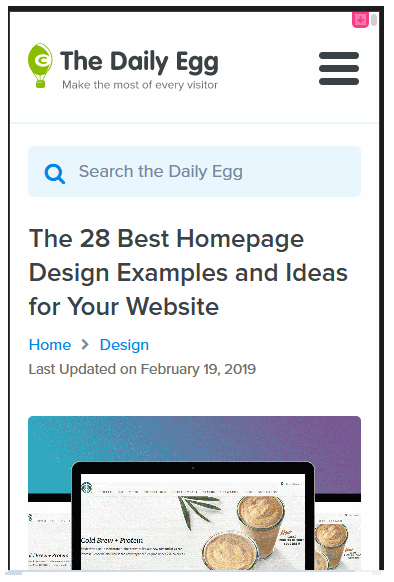 The Daily Egg
Make the most of every visitor
Search the Daily Egg
The 28 Best Homepage
Design Examples and Ideas
for Your Website
Home > Design
Last Updated on February 19, 2019
Cold Brew + Protein